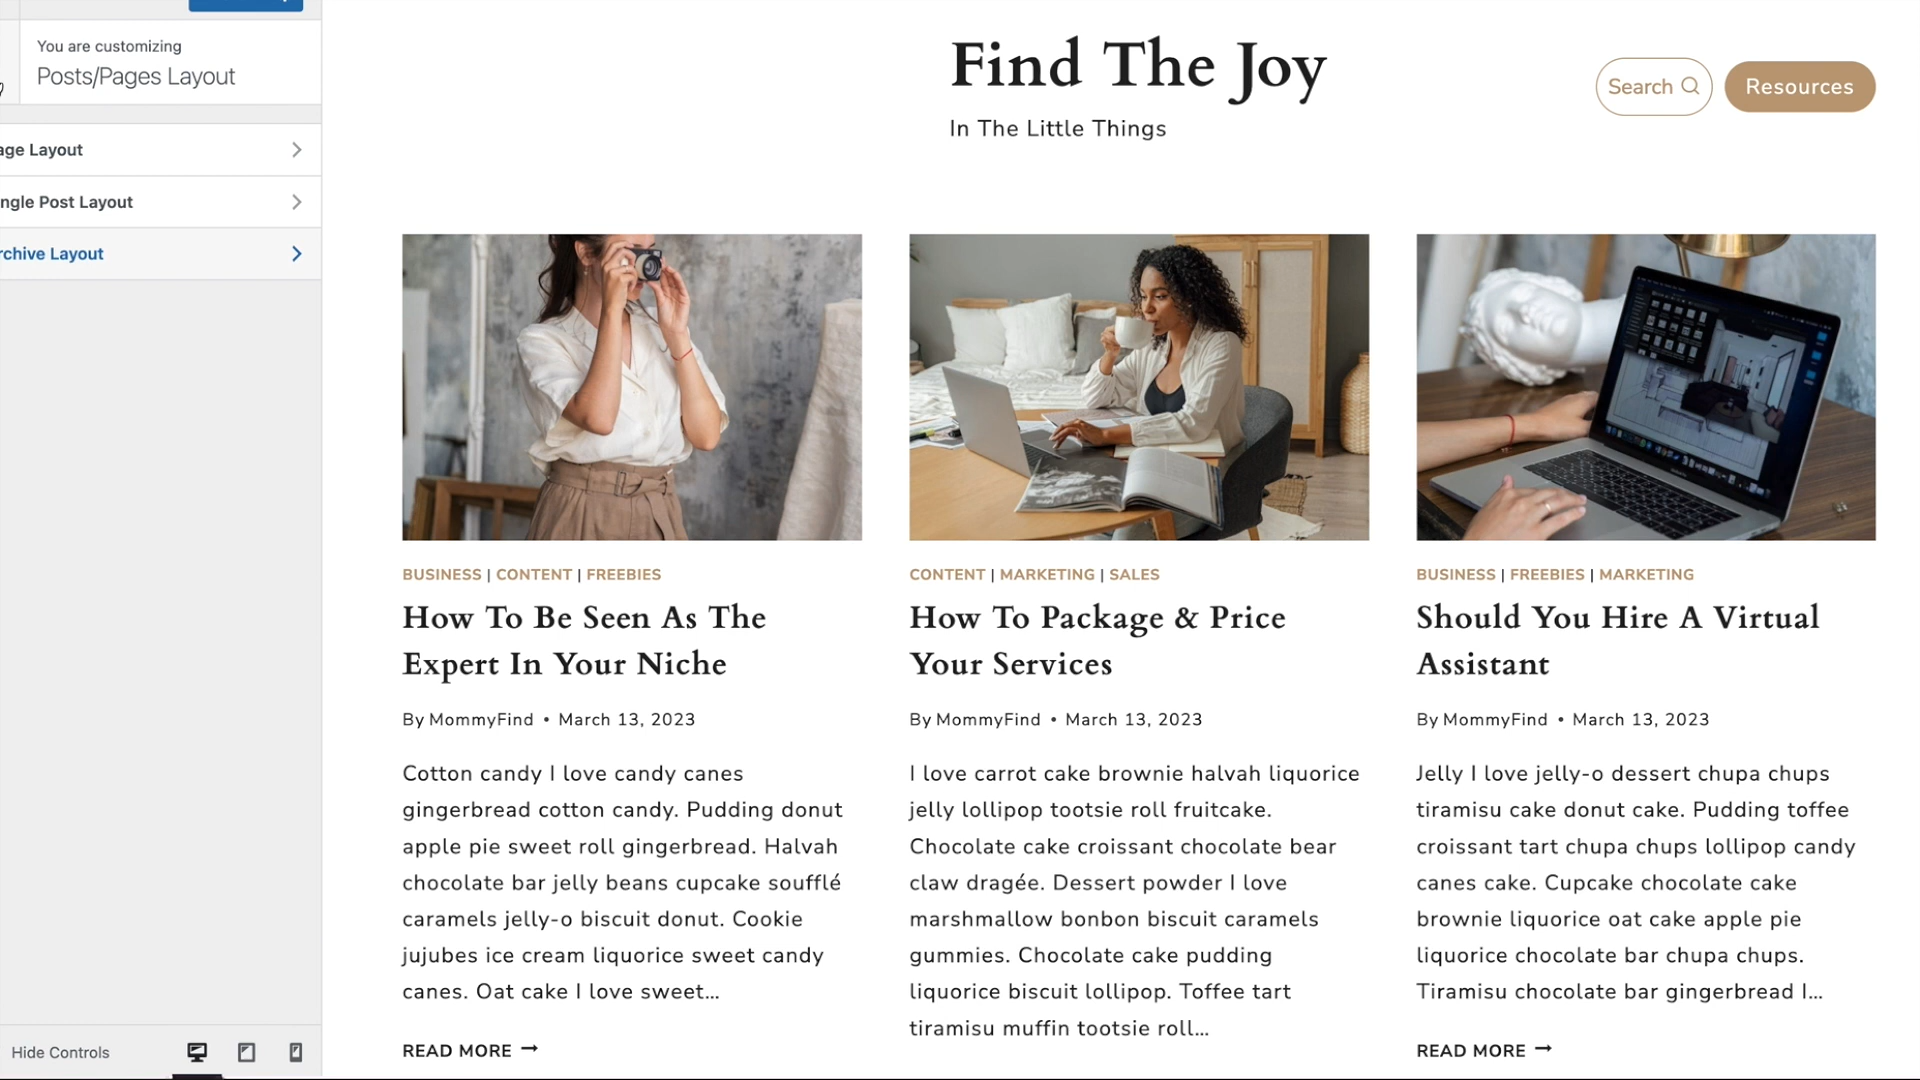 You are customizing
Posts/Pages Layout
age Layout
ngle Post Layout
rchive Layout
Hide Controls
Find The Joy
In The Little Things
Search
Resources
BUSINESS | CONTENT | FREEBIES
How To Be Seen As The
Expert In Your Niche
By MommyFind • March 13, 2023
Cotton candy I love candy canes
gingerbread cotton candy. Pudding donut
apple pie sweet roll gingerbread. Halvah
chocolate bar jelly beans cupcake soufflé
caramels jelly-o biscuit donut. Cookie
jujubes ice cream liquorice sweet candy
canes. Oat cake I love sweet…
READ MORE →
CONTENT | MARKETING | SALES
How To Package & Price
Your Services
By MommyFind • March 13, 2023
I love carrot cake brownie halvah liquorice
jelly lollipop tootsie roll fruitcake.
Chocolate cake croissant chocolate bear
claw dragée. Dessert powder I love
marshmallow bonbon biscuit caramels
gummies. Chocolate cake pudding
liquorice biscuit lollipop. Toffee tart
tiramisu muffin tootsie roll…
BUSINESS | FREEBIES | MARKETING
Should You Hire A Virtual
Assistant
By MommyFind • March 13, 2023
Jelly I love jelly-o dessert chupa chups
tiramisu cake donut cake. Pudding toffee
croissant tart chupa chups lollipop candy
canes cake. Cupcake chocolate cake
brownie liquorice oat cake apple pie
liquorice chocolate bar chupa chups.
Tiramisu chocolate bar gingerbread I…
READ MORE →